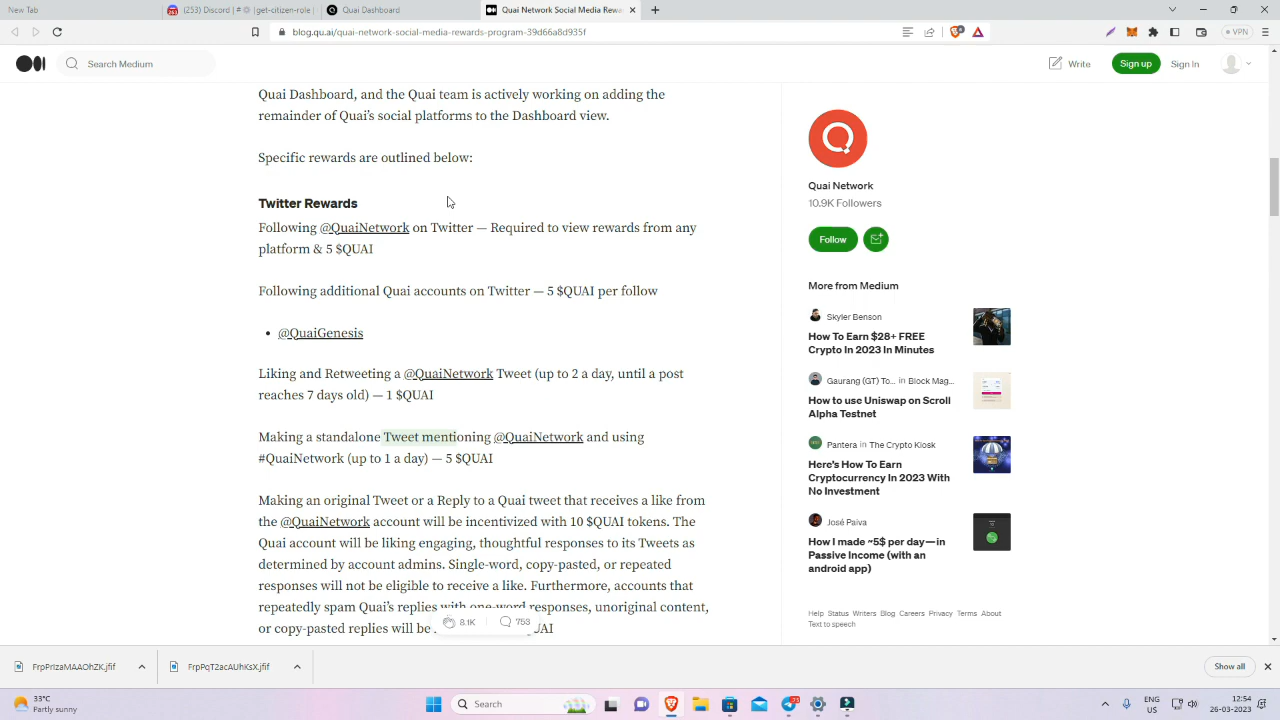 New Tab
(253) Discord | #
get-citizen-role
Quai Dashboard
Quai Network Social Media Rewa
blog.qu.ai/quai-network-social-media-rewards-program-39d66a8d935f
VPN
Search Medium
Write
Sign up
Sign In
Quai Dashboard, and the Quai team is actively working on adding the
remainder of Quai's social platforms to the Dashboard view.
Specific rewards are outlined below:
Twitter Rewards
Following @QuaiNetwork on Twitter — Required to view rewards from any
platform & 5 $QUAI
Following additional Quai accounts on Twitter — 5 $QUAI per follow
• @QuaiGenesis
Liking and Retweeting a @QuaiNetwork Tweet (up to 2 a day, until a post
reaches 7 days old) — 1 $QUAI
Making a standalone Tweet mentioning @QuaiNetwork and using
#QuaiNetwork (up to 1 a day) — 5 $QUAI
Making an original Tweet or a Reply to a Quai tweet that receives a like from
the @QuaiNetwork account will be incentivized with 10 $QUAI tokens. The
Quai account will be liking engaging, thoughtful responses to its Tweets as
determined by account admins. Single-word, copy-pasted, or repeated
responses will not be eligible to receive a like. Furthermore, accounts that
repeatedly spam Quai's replies with one-word responses, unoriginal content,
or copy-pasted replies will be
UAI
8.1K
753
Quai Network
10.9K Followers
Follow
More from Medium
Skyler Benson
How To Earn $28+ FREE
Crypto In 2023 In Minutes
Gaurang (GT) To... in Block Mag...
How to use Uniswap on Scroll
Alpha Testnet
Pantera in The Crypto Kiosk
Here's How To Earn
Cryptocurrency In 2023 With
No Investment
José Paiva
How I made ~5$ per day—in
Passive Income (with an
android app)
Help Status Writers Blog Careers Privacy Terms About
Text to speech
FrpPrIzaMAAOhZK.jfif
FrpPqT2acAUhKsX.jfif
Show all
33°C
Partly sunny
Search
ENG
US
12:54
26-03-2023